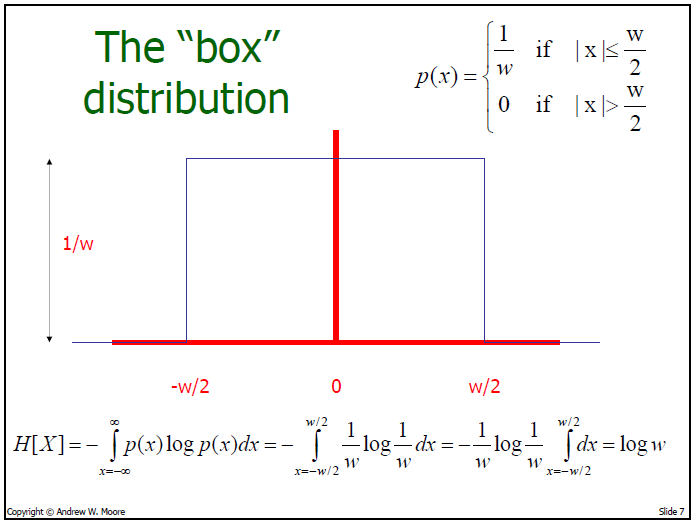 The “box”
distribution
p(x) = { 1/w if | x |≤ w/2
0 if | x |> w/2
1/w
-w/2 0 w/2
H[X] = − ∫_{x=−∞}^{∞} p(x) log p(x)dx = − ∫_{x=−w/2}^{w/2} 1/w log 1/w dx = − 1/w log 1/w ∫_{x=−w/2}^{w/2} dx = log w
Copyright © Andrew W. Moore Slide 7